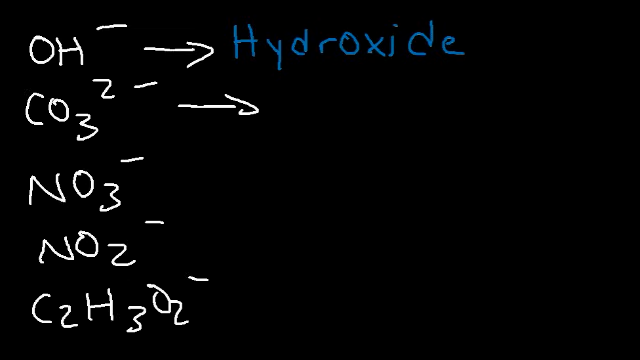 OH⁻ → Hydroxide
CO₃²⁻ →
NO₃⁻
NO₂⁻
C₂H₃O₂⁻